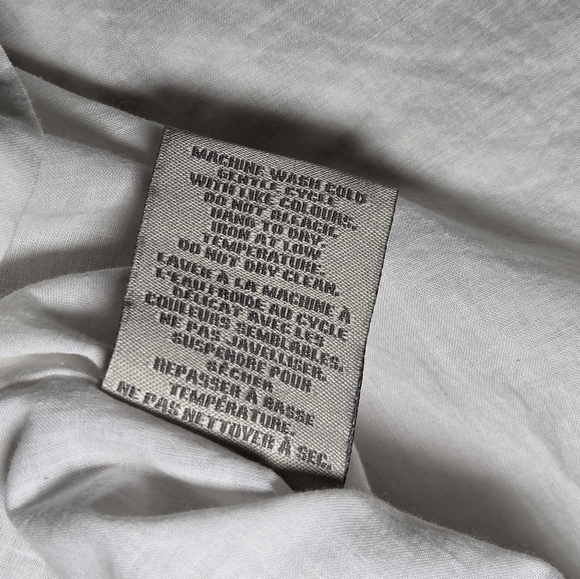 MACHINE WASH COLD
GENTLE CYCLE
WITH LIKE COLOURS.
DO NOT BLEACH.
HANG TO DRY.
IRON AT LOW
TEMPERATURE.
DO NOT DRY CLEAN.
LAVER À LA MACHINE À
L'EAU FROIDE AU CYCLE
DÉLICAT AVEC LES
COULEURS SEMBLABLES.
NE PAS JAVELLISER.
SUSPENDRE POUR
SÉCHER
REPASSER À BASSE
TEMPÉRATURE.
NE PAS NETTOYER À SEC.